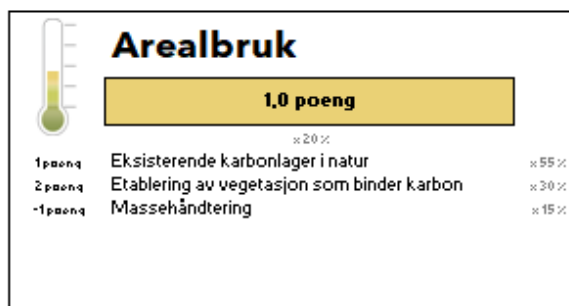 Arealbruk
1,0 poeng
x 20 %
1 poeng Eksisterende karbonlager i natur x 55 %
2 poeng Etablering av vegetasjon som binder karbon x 30 %
-1 poeng Massehåndtering x 15 %